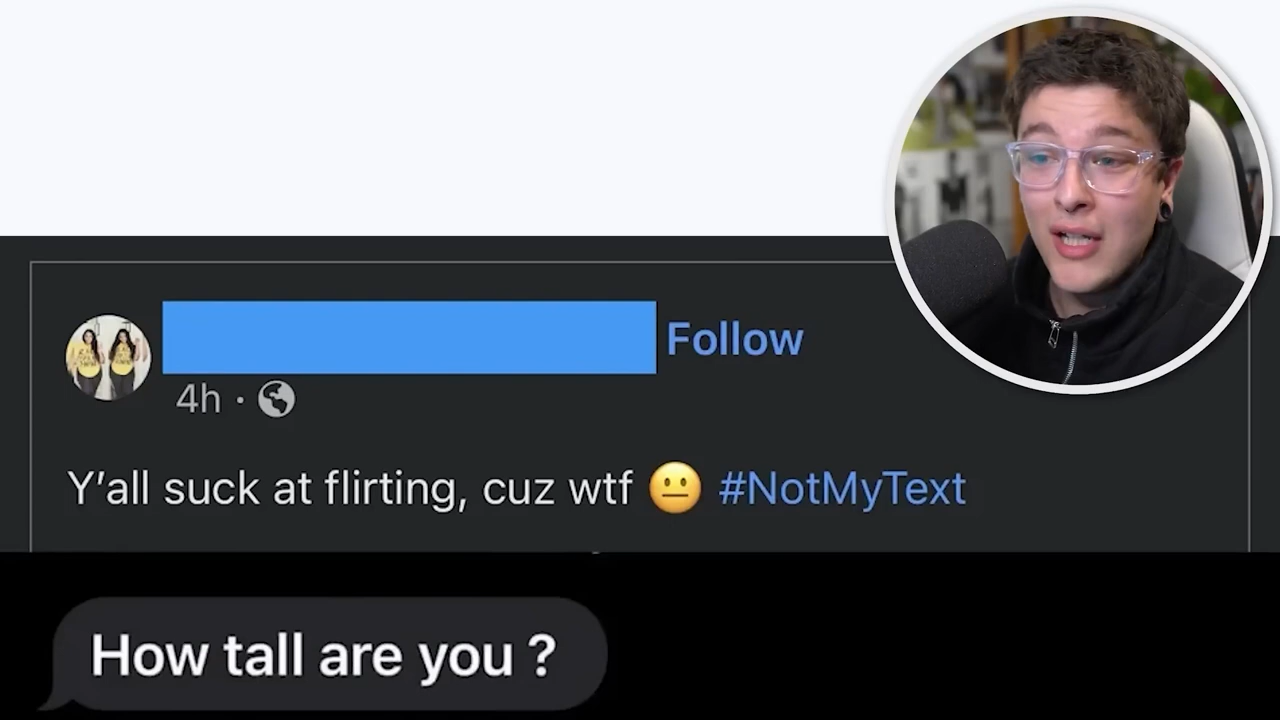 Follow
4h ·
Y'all suck at flirting, cuz wtf 😐 #NotMyText
How tall are you ?